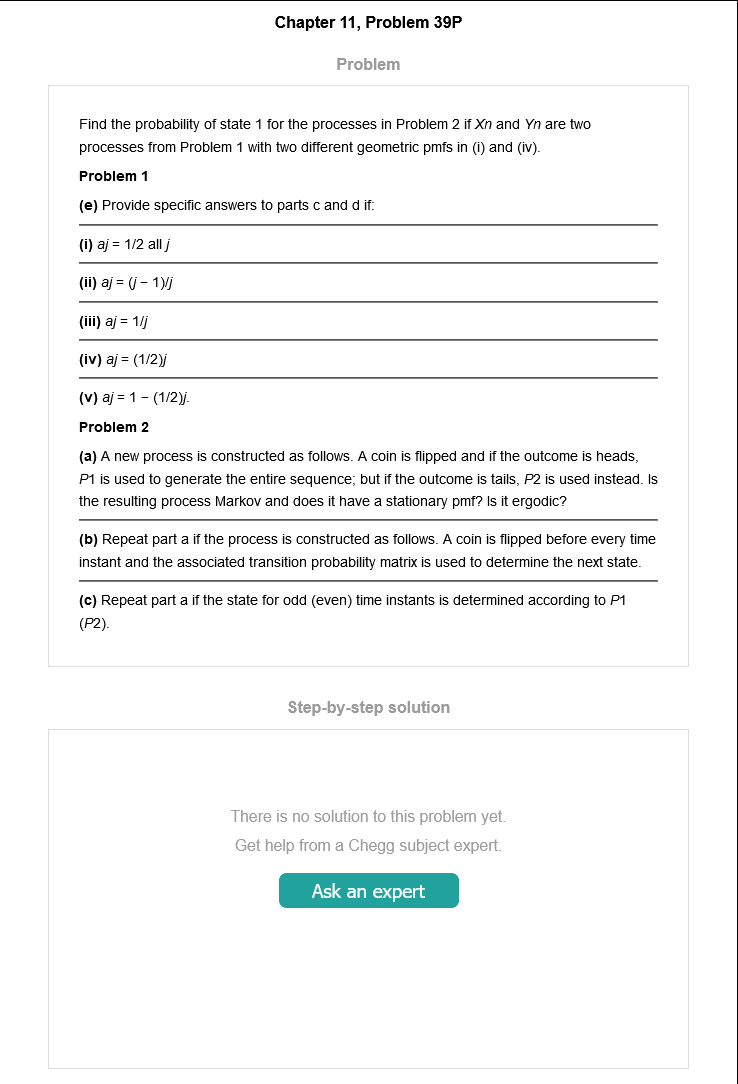 Chapter 11, Problem 39P
Problem
Find the probability of state 1 for the processes in Problem 2 if Xn and Yn are two
processes from Problem 1 with two different geometric pmfs in (i) and (iv).
Problem 1
(e) Provide specific answers to parts c and d if:
(i) aj = 1/2 all j
(ii) aj = (j − 1)/j
(iii) aj = 1/j
(iv) aj = (1/2)j
(v) aj = 1 − (1/2)j.
Problem 2
(a) A new process is constructed as follows. A coin is flipped and if the outcome is heads,
P1 is used to generate the entire sequence; but if the outcome is tails, P2 is used instead. Is
the resulting process Markov and does it have a stationary pmf? Is it ergodic?
(b) Repeat part a if the process is constructed as follows. A coin is flipped before every time
instant and the associated transition probability matrix is used to determine the next state.
(c) Repeat part a if the state for odd (even) time instants is determined according to P1
(P2).
Step-by-step solution
There is no solution to this problem yet.
Get help from a Chegg subject expert.
Ask an expert